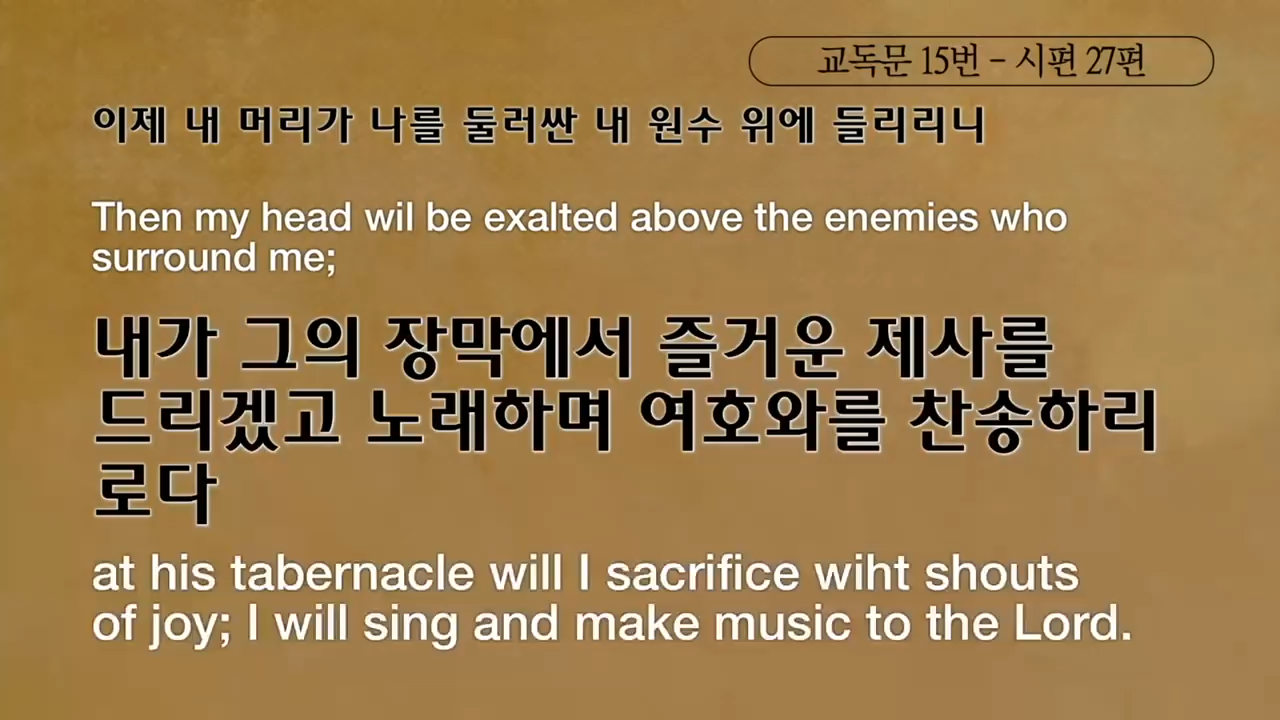 교독문 15번 - 시편 27편
이제 내 머리가 나를 둘러싼 내 원수 위에 들리리니
Then my head wil be exalted above the enemies who
surround me;
내가 그의 장막에서 즐거운 제사를
드리겠고 노래하며 여호와를 찬송하리
로다
at his tabernacle will I sacrifice wiht shouts
of joy; I will sing and make music to the Lord.